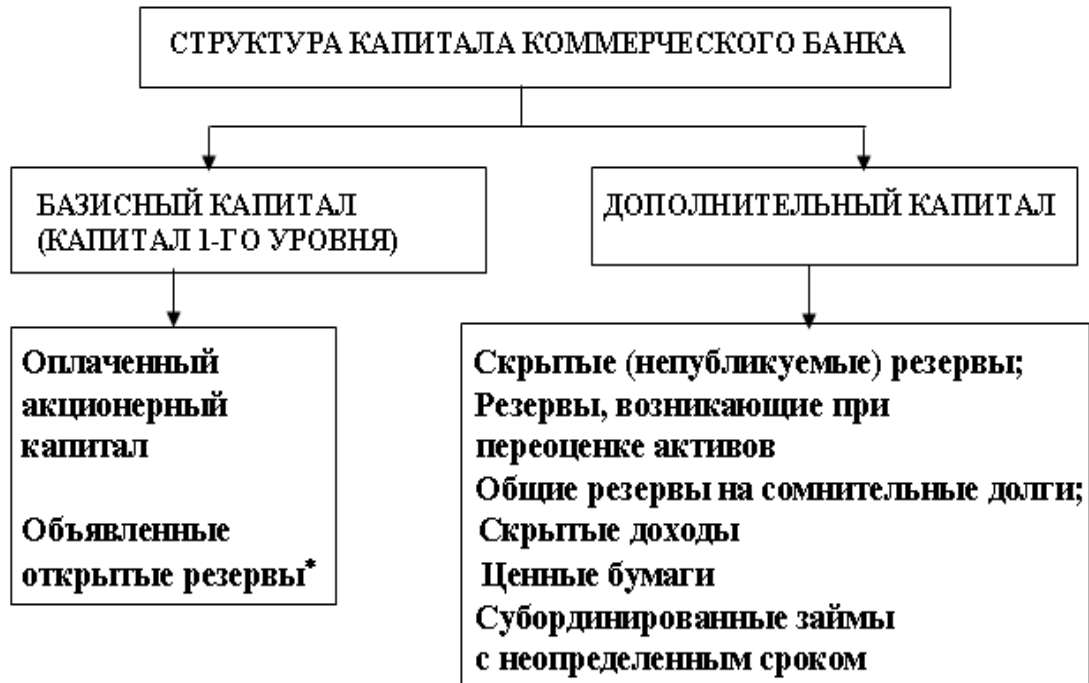 СТРУКТУРА КАПИТАЛА КОММЕРЧЕСКОГО БАНКА
БАЗИСНЫЙ КАПИТАЛ
(КАПИТАЛ 1-ГО УРОВНЯ)
ДОПОЛНИТЕЛЬНЫЙ КАПИТАЛ
Оплаченный
акционерный
капитал
Объявленные
открытые резервы*
Скрытые (непубликуемые) резервы;
Резервы, возникающие при
переоценке активов
Общие резервы на сомнительные долги;
Скрытые доходы
Ценные бумаги
Субординированные займы
с неопределенным сроком